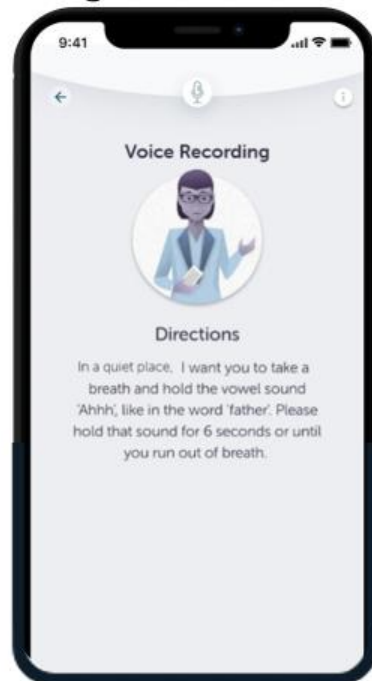 9:41
Voice Recording
Directions
In a quiet place, I want you to take a
breath and hold the vowel sound
'Ahhh', like in the word 'father'. Please
hold that sound for 6 seconds or until
you run out of breath.